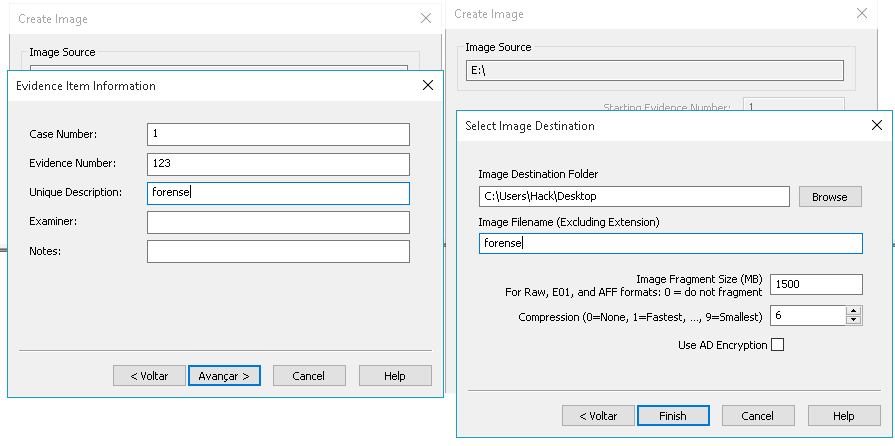 Create Image
Image Source
Evidence Item Information
Case Number: 1
Evidence Number: 123
Unique Description: forense
Examiner:
Notes:
< Voltar Avançar > Cancel Help
Create Image
Image Source
E:\
Starting Evidence Number: 1
Select Image Destination
Image Destination Folder
C:\Users\Hack\Desktop Browse
Image Filename (Excluding Extension)
forense
Image Fragment Size (MB) 1500
For Raw, E01, and AFF formats: 0 = do not fragment
Compression (0=None, 1=Fastest, ..., 9=Smallest) 6
Use AD Encryption
< Voltar Finish Cancel Help